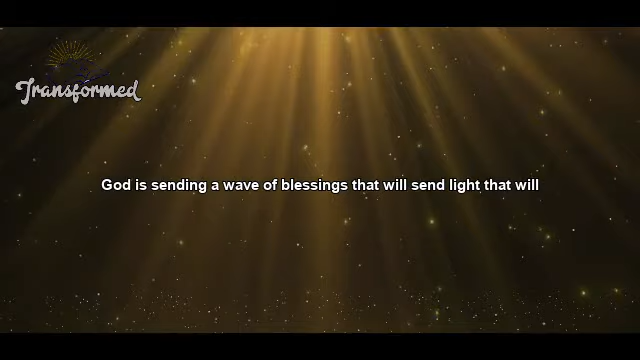 Transformed
God is sending a wave of blessings that will send light that will